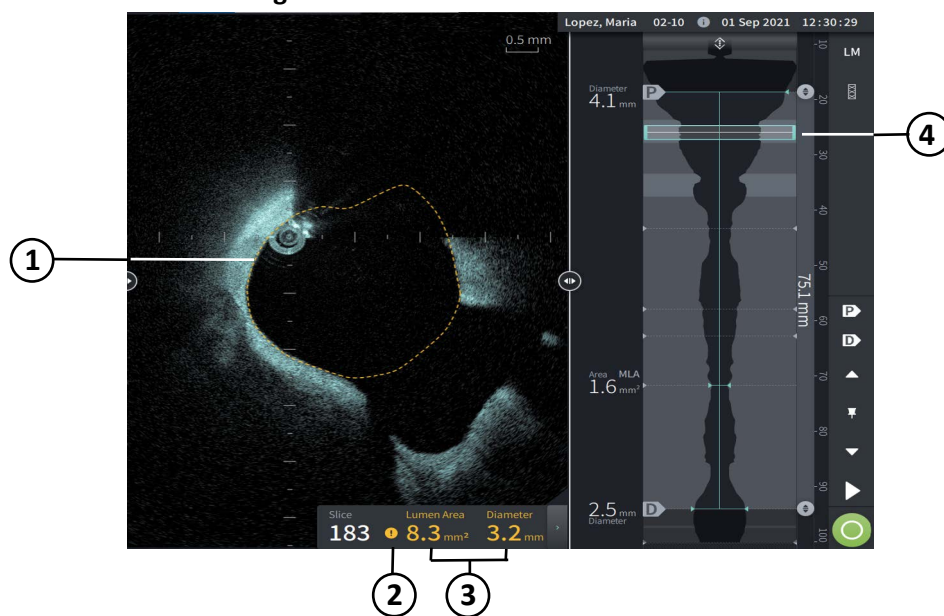 g
Lopez, Maria 02-10 i 01 Sep 2021 12:30:29
0.5 mm
LM
Diameter
4.1 mm
P
10
20
30
40
50
60
70
80
90
100
75.1 mm
P
D
Area MLA
1.6 mm²
2.5 mm
Diameter
D
Slice Lumen Area Diameter
183 ! 8.3 mm² 3.2 mm
1
2
3
4